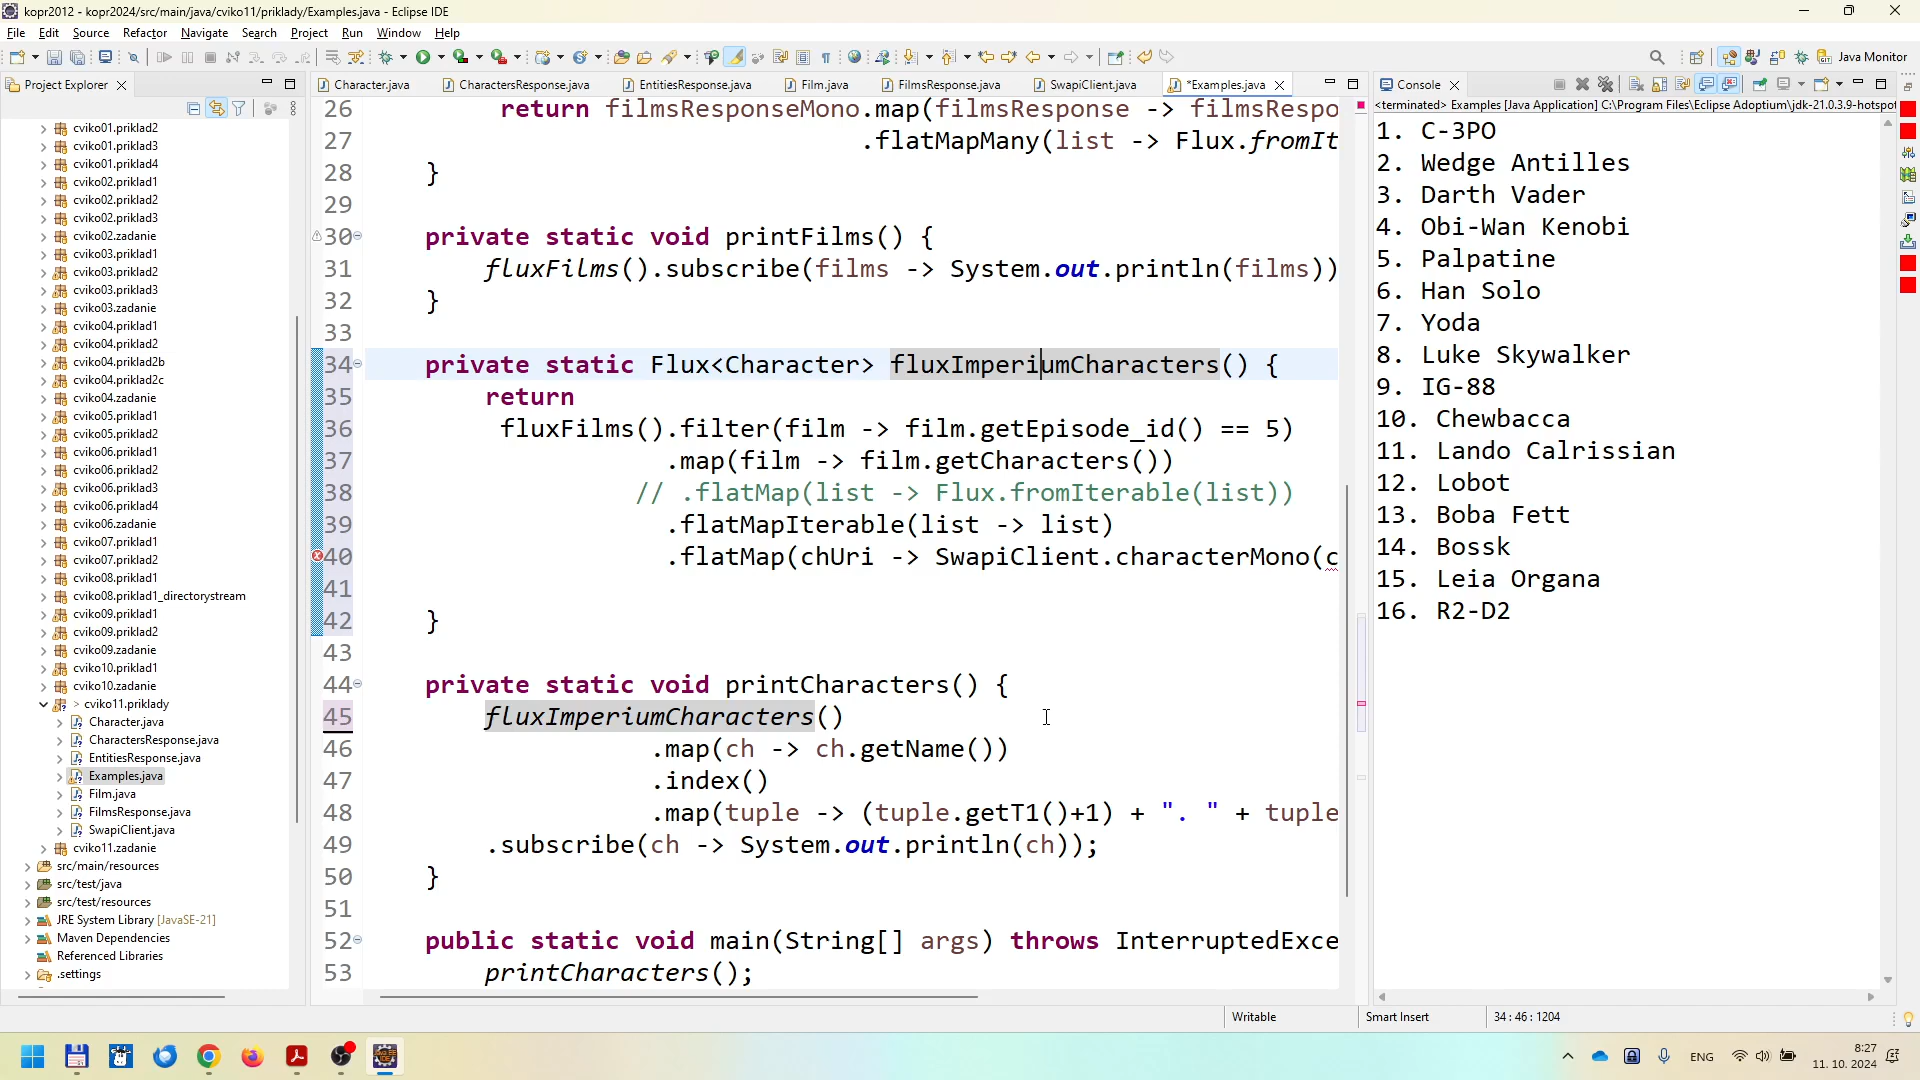 kopr2012 - kopr2024/src/main/java/cviko11/priklady/Examples.java - Eclipse IDE
File Edit Source Refactor Navigate Search Project Run Window Help
Java Monitor
Project Explorer
Character.java CharactersResponse.java EntitiesResponse.java Film.java FilmsResponse.java SwapiClient.java *Examples.java
Console
<terminated> Examples [Java Application] C:\Program Files\Eclipse Adoptium\jdk-21.0.3.9-hotspot
cviko01.priklad2
cviko01.priklad3
cviko01.priklad4
cviko02.priklad1
cviko02.priklad2
cviko02.priklad3
cviko02.zadanie
cviko03.priklad1
cviko03.priklad2
cviko03.priklad3
cviko03.zadanie
cviko04.priklad1
cviko04.priklad2
cviko04.priklad2b
cviko04.priklad2c
cviko04.zadanie
cviko05.priklad1
cviko05.priklad2
cviko06.priklad1
cviko06.priklad2
cviko06.priklad3
cviko06.priklad4
cviko06.zadanie
cviko07.priklad1
cviko07.priklad2
cviko08.priklad1
cviko08.priklad1_directorystream
cviko09.priklad1
cviko09.priklad2
cviko09.zadanie
cviko10.priklad1
cviko10.zadanie
> cviko11.priklady
Character.java
CharactersResponse.java
EntitiesResponse.java
Examples.java
Film.java
FilmsResponse.java
SwapiClient.java
cviko11.zadanie
src/main/resources
src/test/java
src/test/resources
JRE System Library [JavaSE-21]
Maven Dependencies
Referenced Libraries
.settings
26 return filmsResponseMono.map(filmsResponse -> filmsRespo
27 .flatMapMany(list -> Flux.fromIt
28 }
29
30 private static void printFilms() {
31 fluxFilms().subscribe(films -> System.out.println(films))
32 }
33
34 private static Flux<Character> fluxImperiumCharacters() {
35 return
36 fluxFilms().filter(film -> film.getEpisode_id() == 5)
37 .map(film -> film.getCharacters())
38 // .flatMap(list -> Flux.fromIterable(list))
39 .flatMapIterable(list -> list)
40 .flatMap(chUri -> SwapiClient.characterMono(c
41
42 }
43
44 private static void printCharacters() {
45 fluxImperiumCharacters()
46 .map(ch -> ch.getName())
47 .index()
48 .map(tuple -> (tuple.getT1()+1) + ". " + tuple
49 .subscribe(ch -> System.out.println(ch));
50 }
51
52 public static void main(String[] args) throws InterruptedExce
53 printCharacters();
1. C-3PO
2. Wedge Antilles
3. Darth Vader
4. Obi-Wan Kenobi
5. Palpatine
6. Han Solo
7. Yoda
8. Luke Skywalker
9. IG-88
10. Chewbacca
11. Lando Calrissian
12. Lobot
13. Boba Fett
14. Bossk
15. Leia Organa
16. R2-D2
Writable Smart Insert 34 : 46 : 1204
ENG
8:27
11. 10. 2024